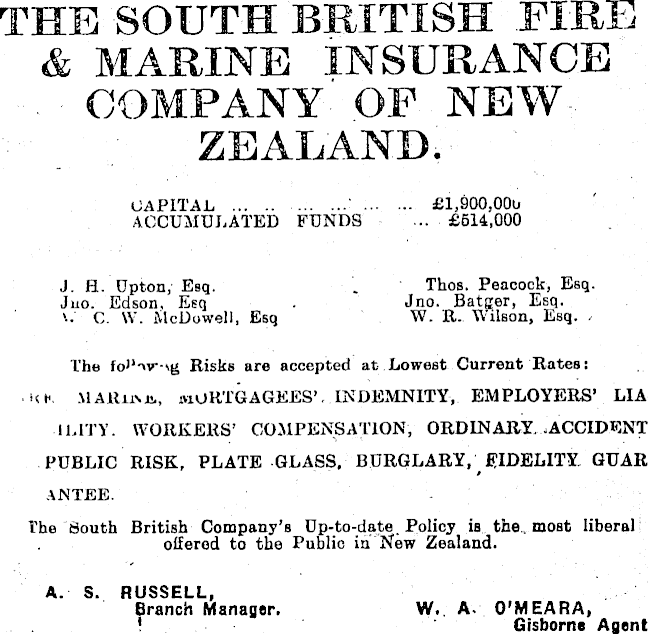 THE SOUTH BRITISH FIRE
& MARINE INSURANCE
COMPANY OF NEW
ZEALAND.
CAPITAL ... .. ... ... ... ... £1,900,000
ACCUMULATED FUNDS ... £514,000
J. H. Upton, Esq. Thos. Peacock, Esq.
Jno. Edson, Esq Jno. Batger, Esq.
C. W. McDowell, Esq W. R. Wilson, Esq.
The following Risks are accepted at Lowest Current Rates:
MARINE, MORTGAGEES', INDEMNITY, EMPLOYERS' LIA
ILITY. WORKERS' COMPENSATION, ORDINARY ACCIDENT
PUBLIC RISK, PLATE GLASS, BURGLARY, FIDELITY GUAR
ANTEE.
The South British Company's Up-to-date Policy is the most liberal
offered to the Public in New Zealand.
A. S. RUSSELL,
Branch Manager.
W. A. O'MEARA,
Gisborne Agent